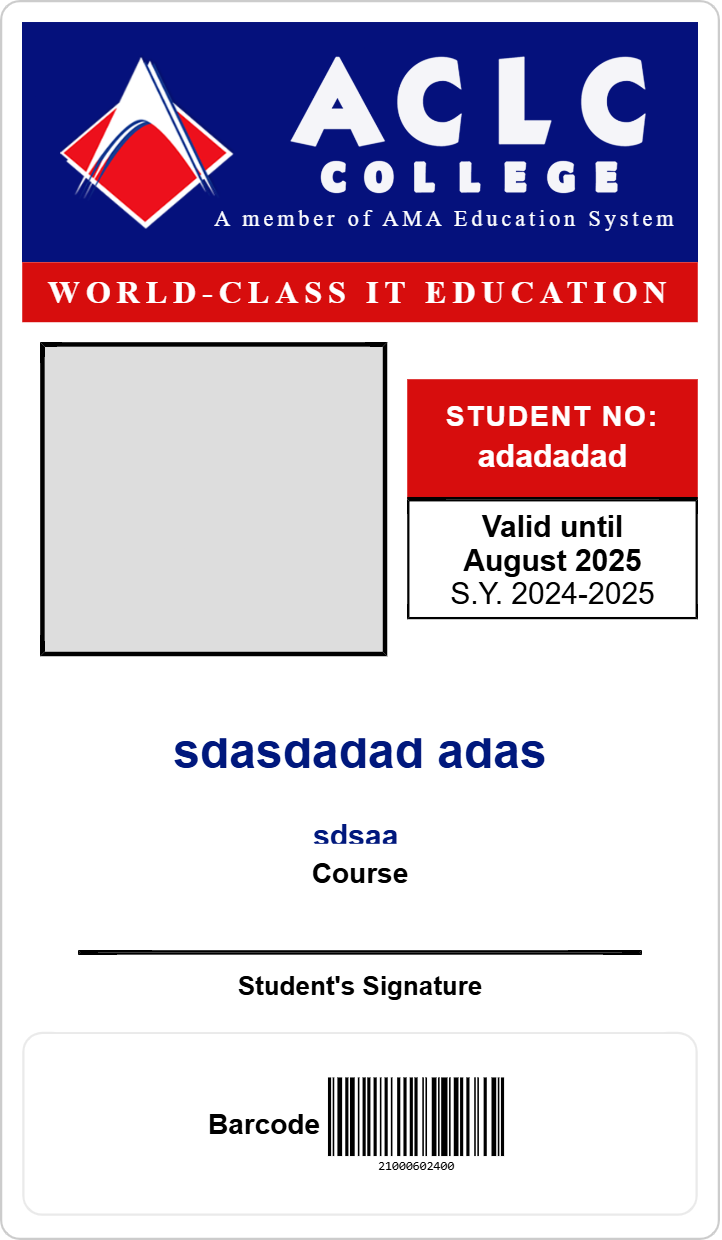 ACLC
COLLEGE
A member of AMA Education System
WORLD-CLASS IT EDUCATION
STUDENT NO:
adadadad
Valid until
August 2025
S.Y. 2024-2025
sdasdadad adas
sdsaa
Course
Student's Signature
Barcode
21000602400